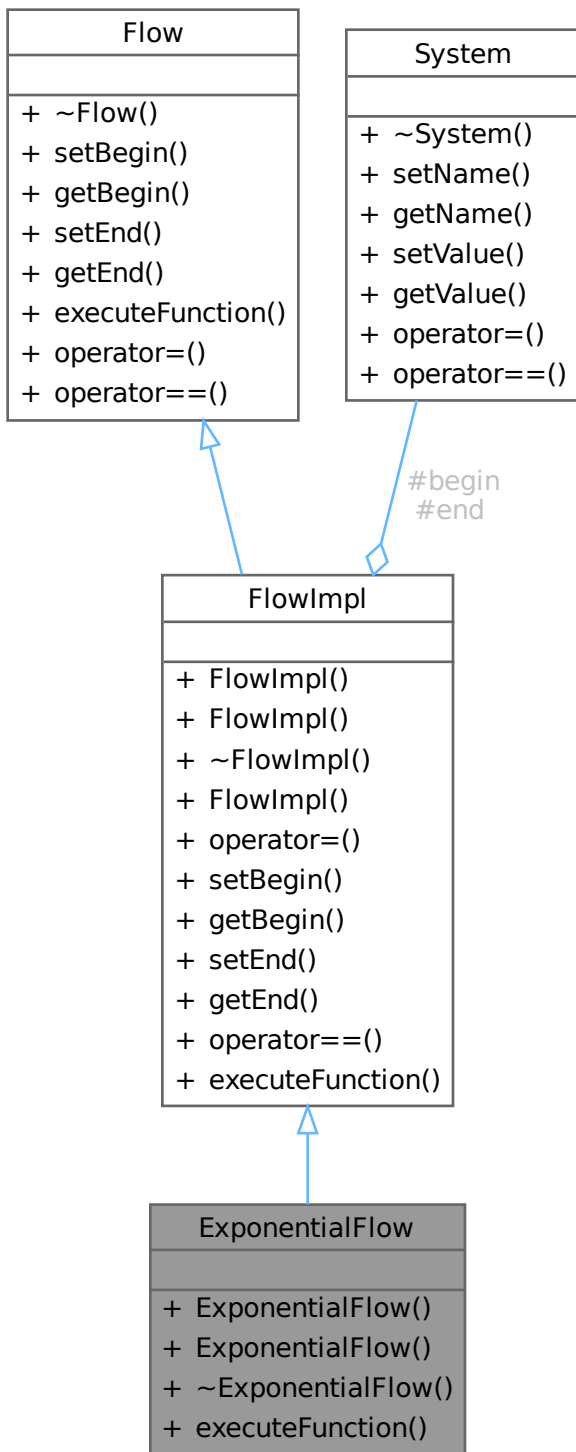 Flow
+ ~Flow()
+ setBegin()
+ getBegin()
+ setEnd()
+ getEnd()
+ executeFunction()
+ operator=()
+ operator==()
System
+ ~System()
+ setName()
+ getName()
+ setValue()
+ getValue()
+ operator=()
+ operator==()
#begin
#end
FlowImpl
+ FlowImpl()
+ FlowImpl()
+ ~FlowImpl()
+ FlowImpl()
+ operator=()
+ setBegin()
+ getBegin()
+ setEnd()
+ getEnd()
+ operator==()
+ executeFunction()
ExponentialFlow
+ ExponentialFlow()
+ ExponentialFlow()
+ ~ExponentialFlow()
+ executeFunction()